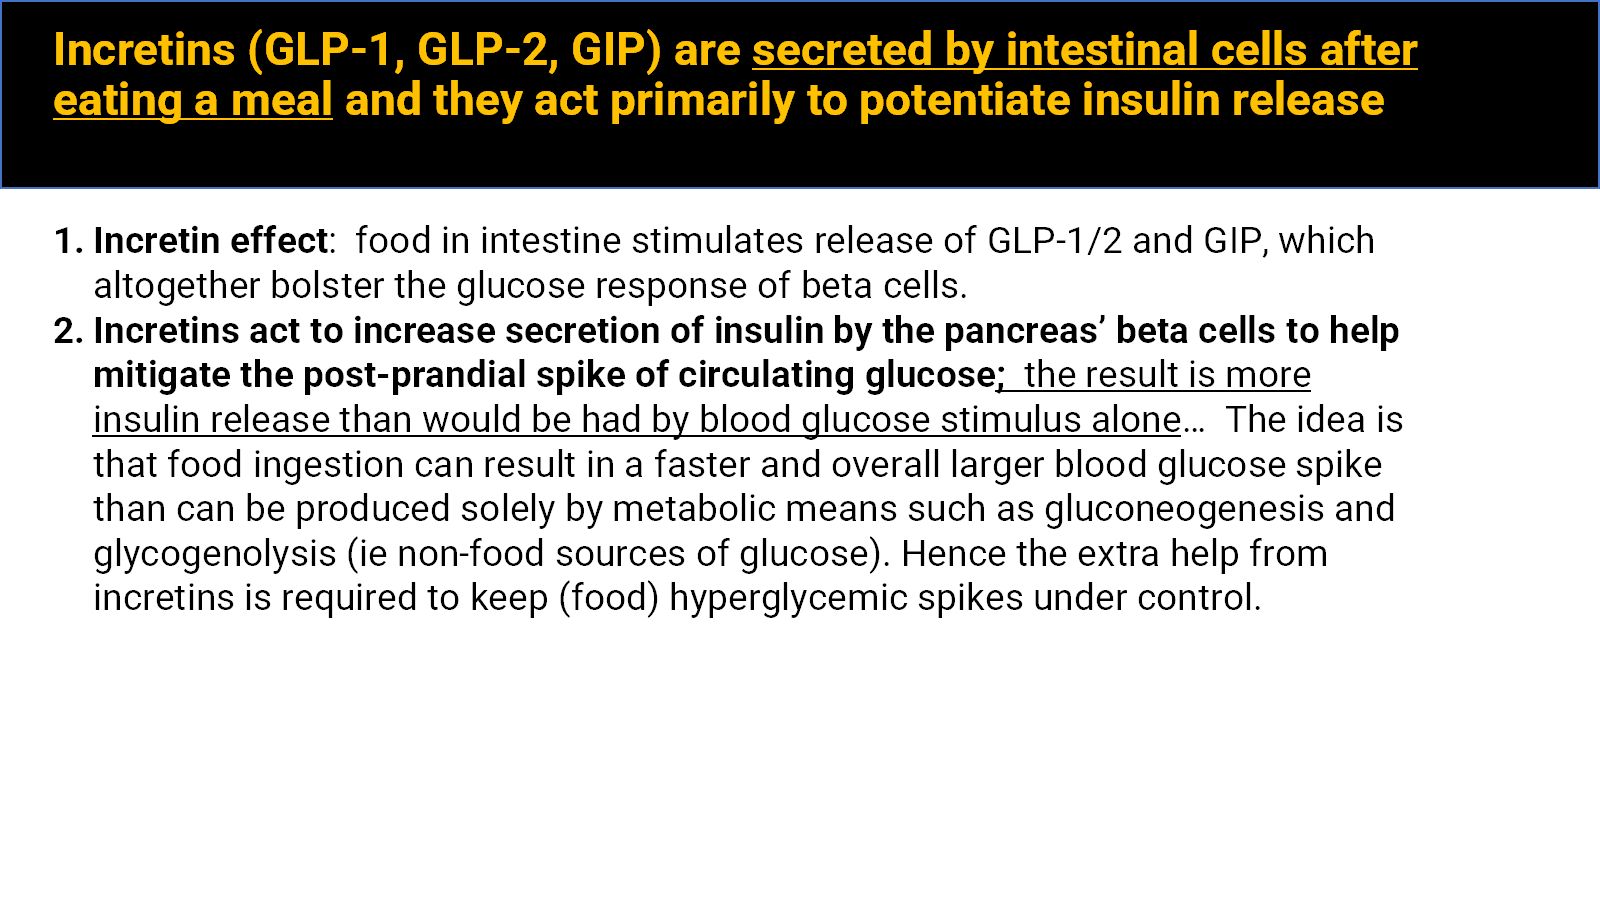 Incretins (GLP-1, GLP-2, GIP) are secreted by intestinal cells after
eating a meal and they act primarily to potentiate insulin release
1. Incretin effect:  food in intestine stimulates release of GLP-1/2 and GIP, which
altogether bolster the glucose response of beta cells.
2. Incretins act to increase secretion of insulin by the pancreas’ beta cells to help
mitigate the post-prandial spike of circulating glucose;  the result is more
insulin release than would be had by blood glucose stimulus alone…  The idea is
that food ingestion can result in a faster and overall larger blood glucose spike
than can be produced solely by metabolic means such as gluconeogenesis and
glycogenolysis (ie non-food sources of glucose). Hence the extra help from
incretins is required to keep (food) hyperglycemic spikes under control.